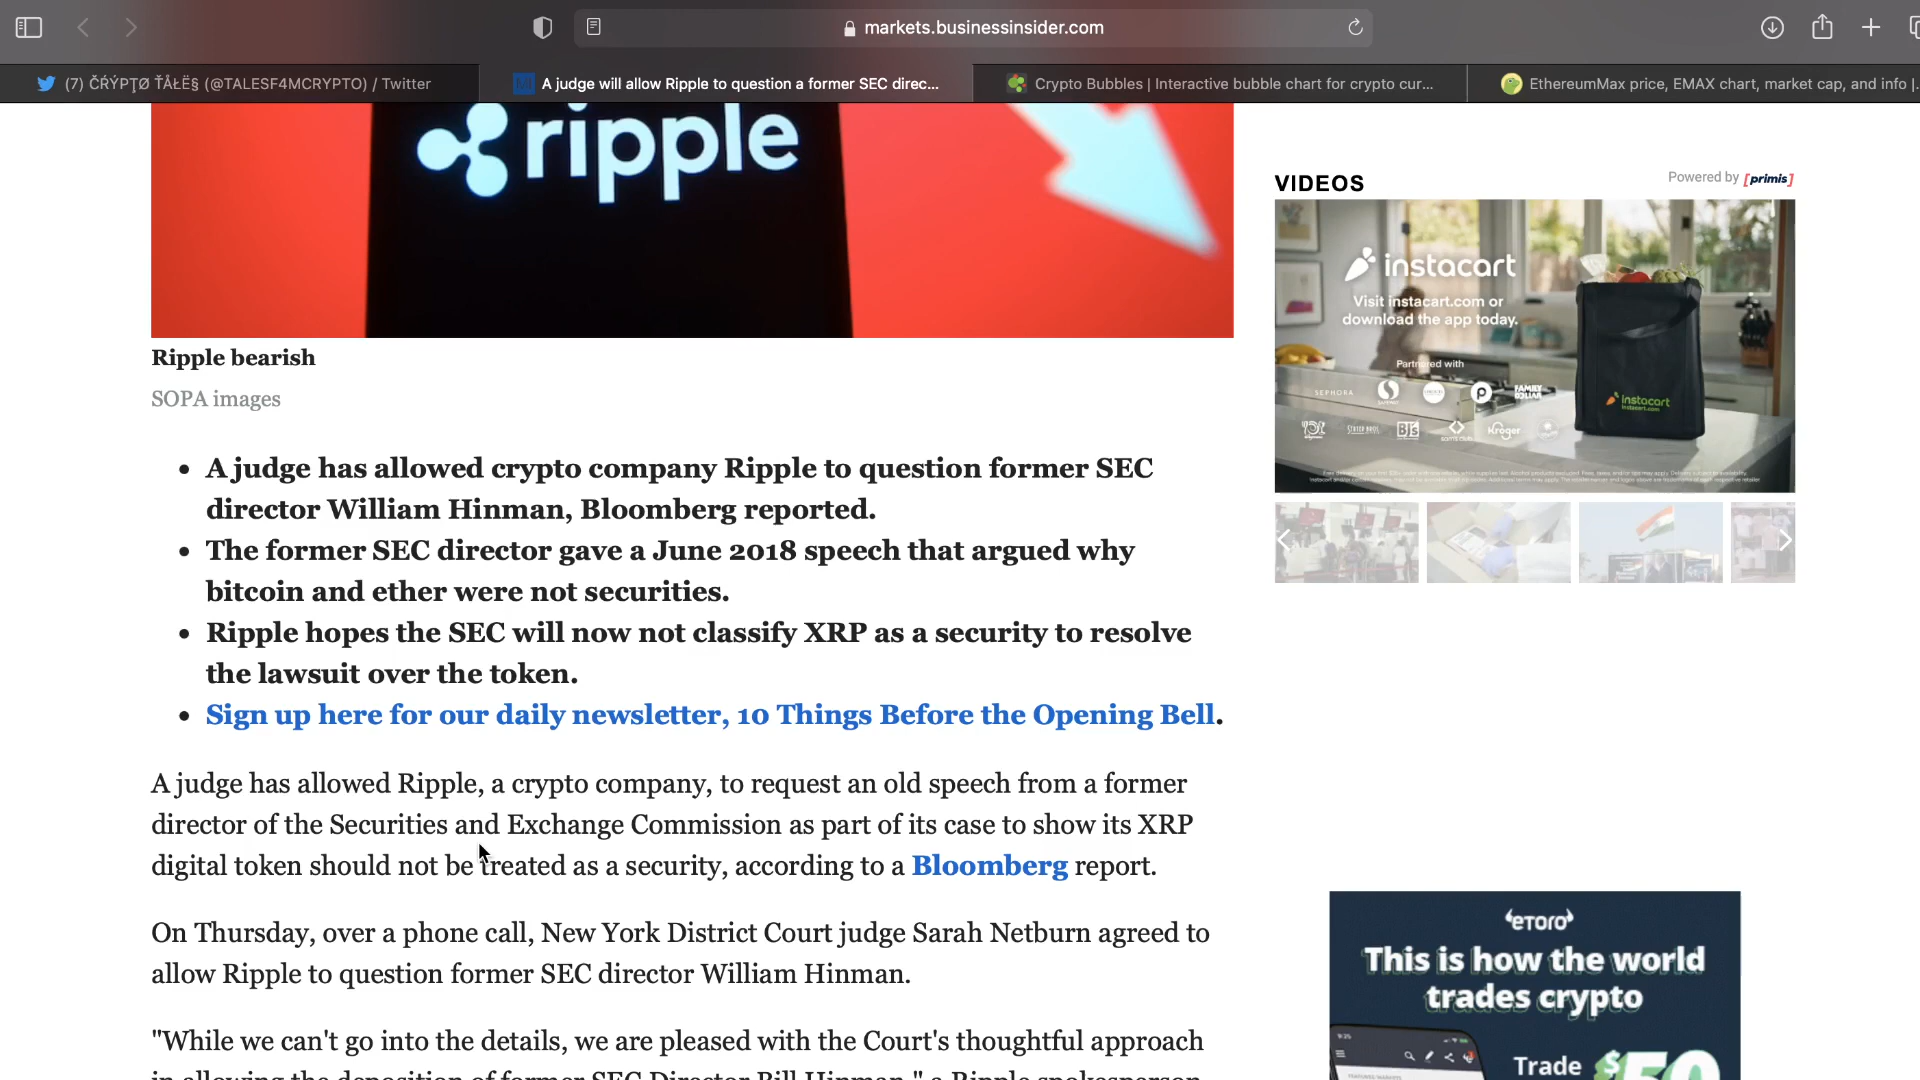 markets.businessinsider.com
(7) ČŔÝPŢØ ŤÅŁË§ (@TALESF4MCRYPTO) / Twitter
A judge will allow Ripple to question a former SEC direc...
Crypto Bubbles | Interactive bubble chart for crypto cur...
EthereumMax price, EMAX chart, market cap, and info |
ripple
Ripple bearish
SOPA images
• A judge has allowed crypto company Ripple to question former SEC
director William Hinman, Bloomberg reported.
• The former SEC director gave a June 2018 speech that argued why
bitcoin and ether were not securities.
• Ripple hopes the SEC will now not classify XRP as a security to resolve
the lawsuit over the token.
• Sign up here for our daily newsletter, 10 Things Before the Opening Bell.
A judge has allowed Ripple, a crypto company, to request an old speech from a former
director of the Securities and Exchange Commission as part of its case to show its XRP
digital token should not be treated as a security, according to a Bloomberg report.
On Thursday, over a phone call, New York District Court judge Sarah Netburn agreed to
allow Ripple to question former SEC director William Hinman.
"While we can't go into the details, we are pleased with the Court's thoughtful approach
in allowing the deposition of former SEC Director Bill Hinman," a Ripple spokesperson
VIDEOS
Powered by [primis]
instacart
Visit instacart.com or
download the app today.
Partnered with
SEPHORA
FAMILY DOLLAR
BJ's
sam's club
Kroger
instacart
eToro
This is how the world
trades crypto
Trade $50